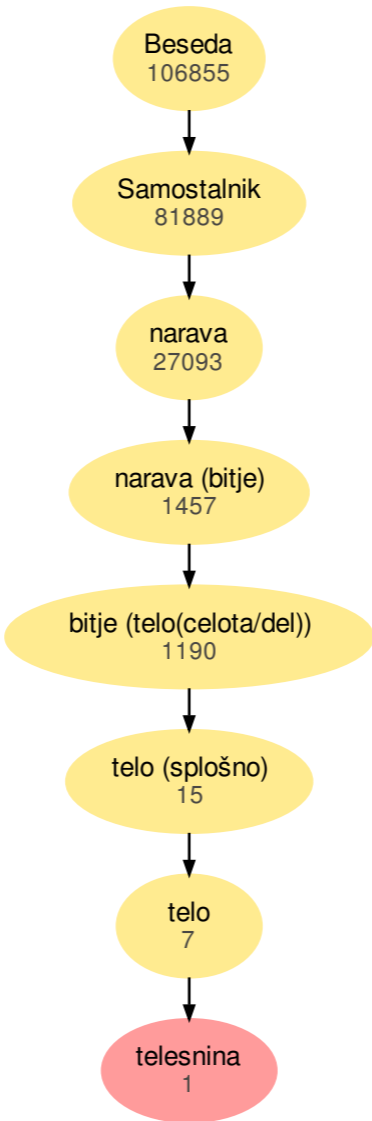 Beseda
106855
Samostalnik
81889
narava
27093
narava (bitje)
1457
bitje (telo(celota/del))
1190
telo (splošno)
15
telo
7
telesnina
1